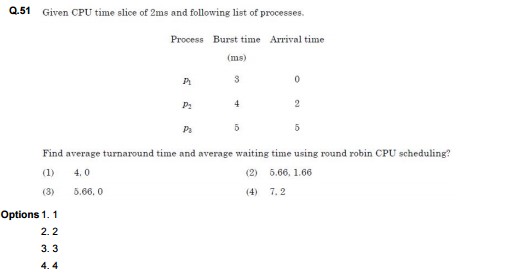 Q.51 Given CPU time slice of 2ms and following list of processes.
Process Burst time Arrival time
(ms)
p1 3 0
p2 4 2
p3 5 5
Find average turnaround time and average waiting time using round robin CPU scheduling?
(1) 4, 0 (2) 5.66, 1.66
(3) 5.66, 0 (4) 7, 2
Options 1. 1
2. 2
3. 3
4. 4